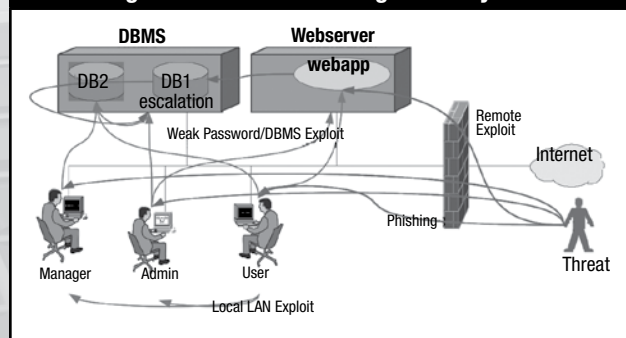 DBMS
Webserver
webapp
DB2
DB1
escalation
Weak Password/DBMS Exploit
Remote
Exploit
Internet
Phishing
Manager
Admin
User
Threat
Local LAN Exploit